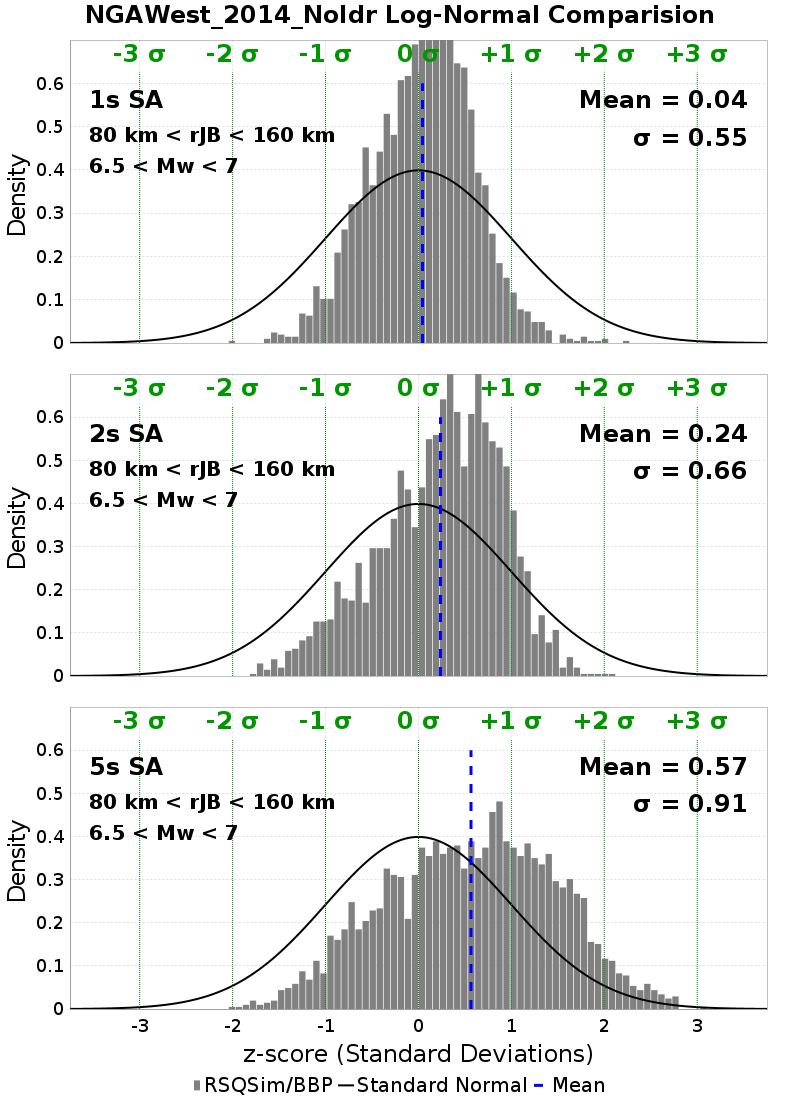 NGAWest_2014_NoIdr Log-Normal Comparision
-3 σ -2 σ -1 σ 0 σ +1 σ +2 σ +3 σ
0.6
1s SA Mean = 0.04
0.5
80 km < rJB < 160 km σ = 0.55
6.5 < Mw < 7
0.4
0.3
0.2
0.1
0
Density
-3 σ -2 σ -1 σ 0 σ +1 σ +2 σ +3 σ
0.6
2s SA Mean = 0.24
0.5
80 km < rJB < 160 km σ = 0.66
6.5 < Mw < 7
0.4
0.3
0.2
0.1
0
Density
-3 σ -2 σ -1 σ 0 σ +1 σ +2 σ +3 σ
0.6
5s SA Mean = 0.57
0.5
80 km < rJB < 160 km σ = 0.91
6.5 < Mw < 7
0.4
0.3
0.2
0.1
0
Density
-3 -2 -1 0 1 2 3
z-score (Standard Deviations)
RSQSim/BBP Standard Normal Mean